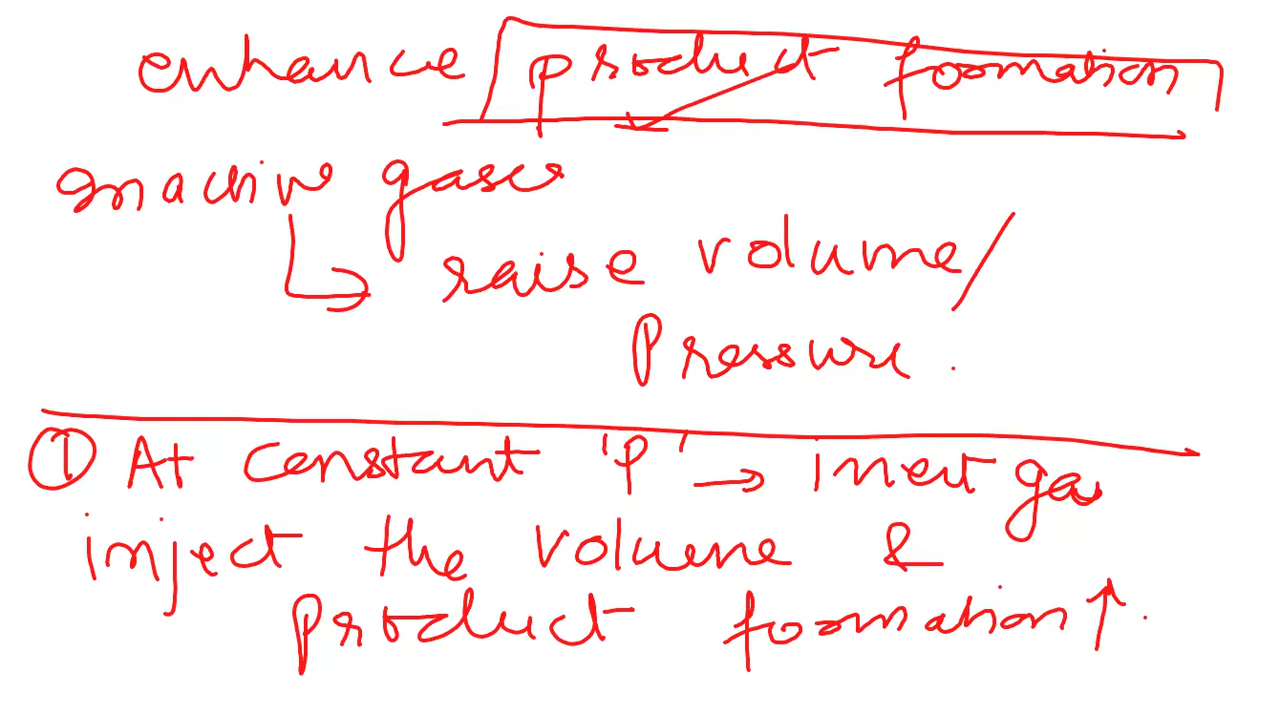 enhance product formation
inactive gases
raise volume/
Pressure.
① At constant 'P' → inert gas
inject the volume &
Product formation ↑.